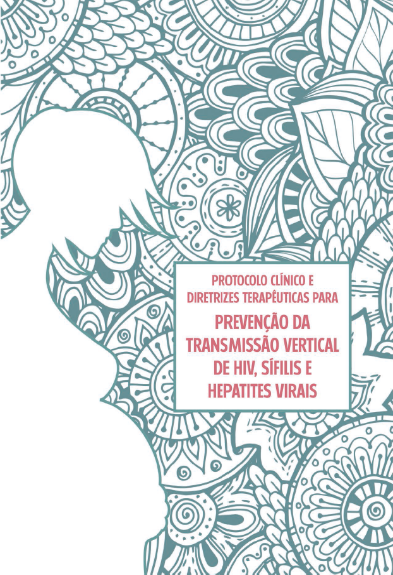 PROTOCOLO CLÍNICO E
DIRETRIZES TERAPÊUTICAS PARA
PREVENÇÃO DA
TRANSMISSÃO VERTICAL
DE HIV, SÍFILIS E
HEPATITES VIRAIS